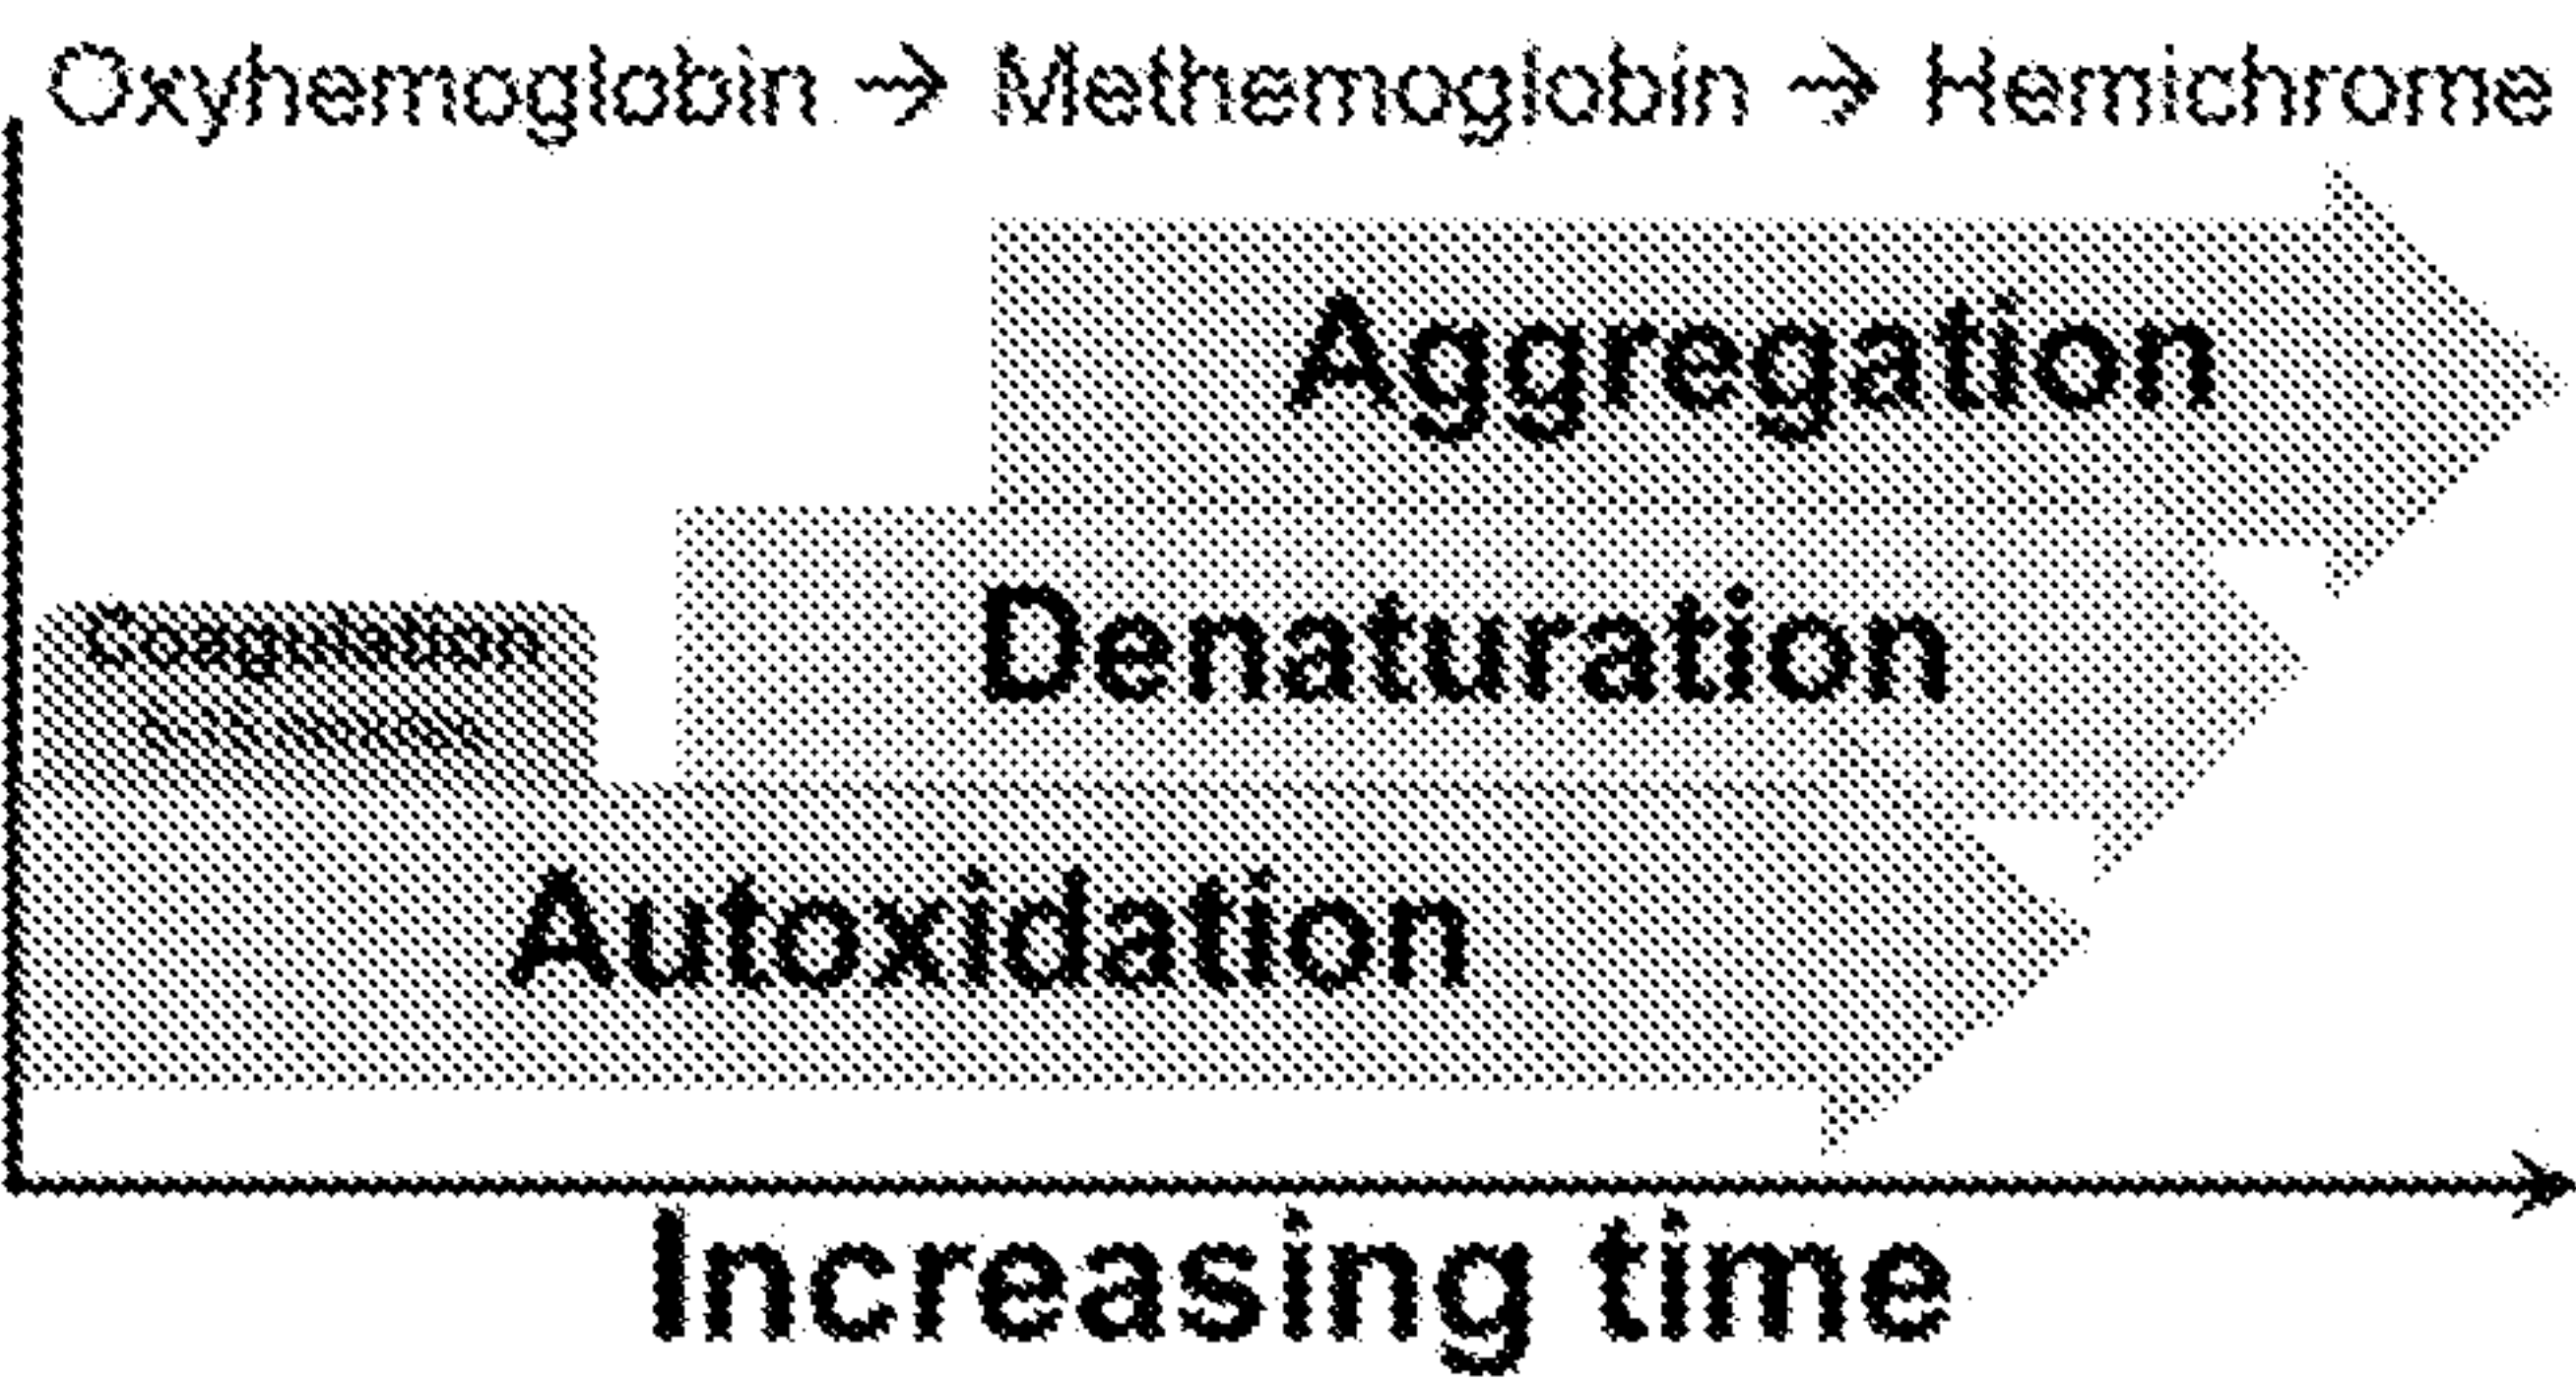 Oxyhemoglobin → Methemoglobin → Hemichrome
Aggregation
Denaturation
Coagulation
Autoxidation
Increasing time